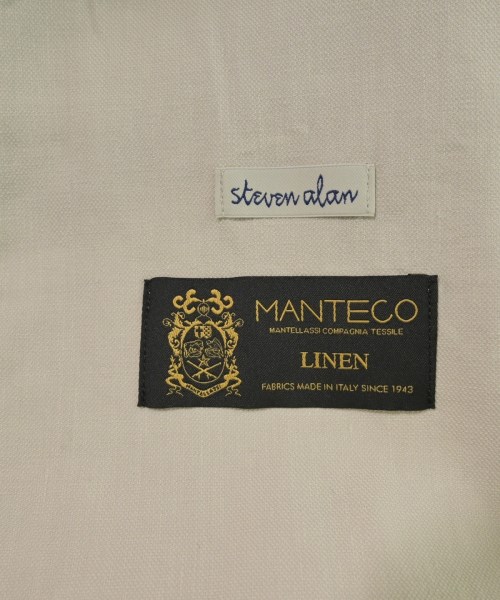 steven alan
MANTECO
MANTELLASSI COMPAGNIA TESSILE
LINEN
FABRICS MADE IN ITALY SINCE 1943